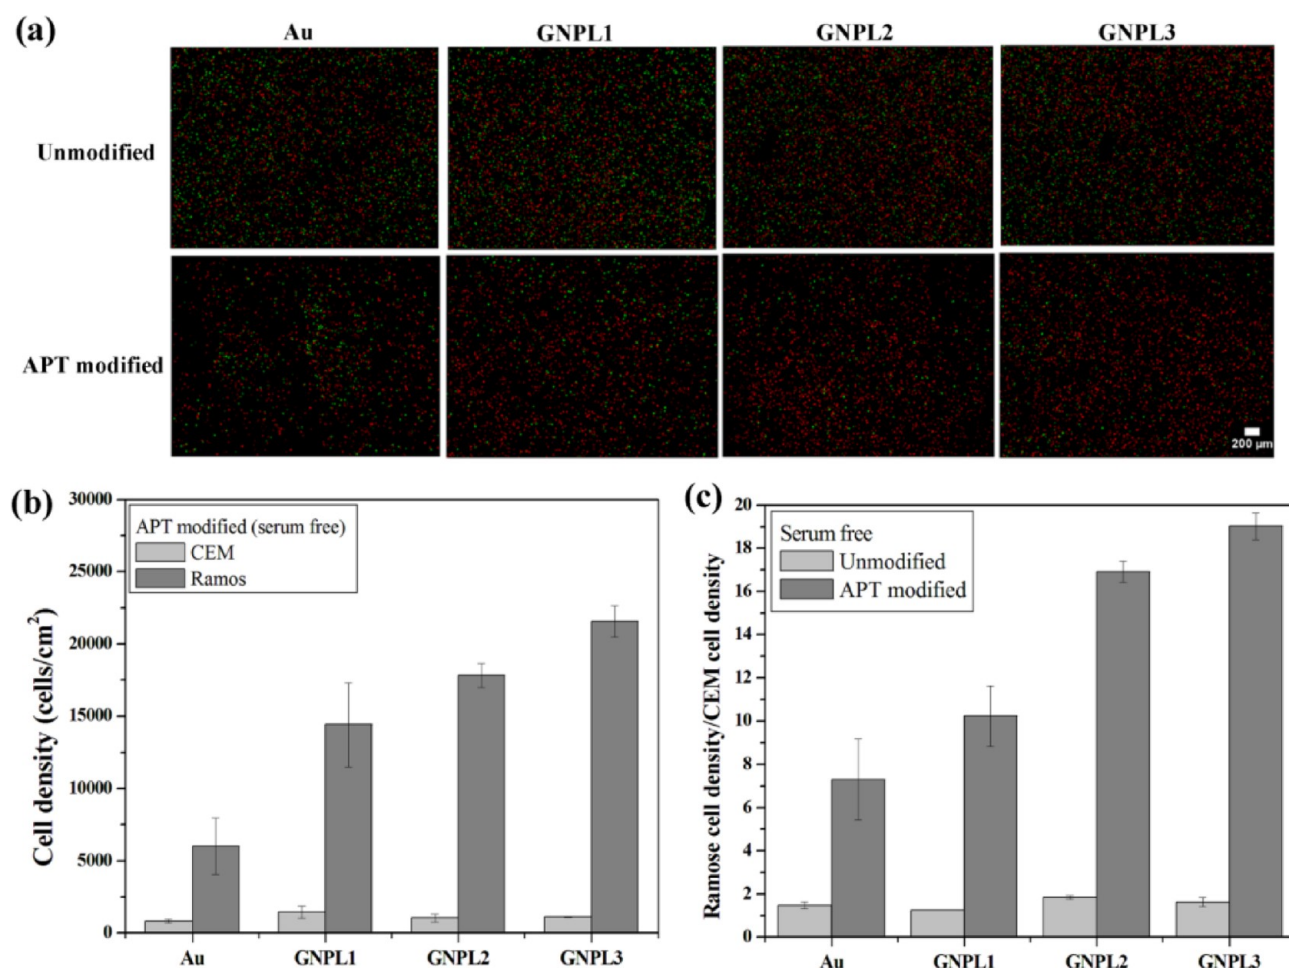 (a)
Au GNPL1 GNPL2 GNPL3
Unmodified
APT modified
200 µm
(b)
30000
25000
20000
15000
10000
5000
0
Cell density (cells/cm²)
APT modified (serum free)
CEM
Ramos
Au GNPL1 GNPL2 GNPL3
(c)
20
18
16
14
12
10
8
6
4
2
0
Ramose cell density/CEM cell density
Serum free
Unmodified
APT modified
Au GNPL1 GNPL2 GNPL3